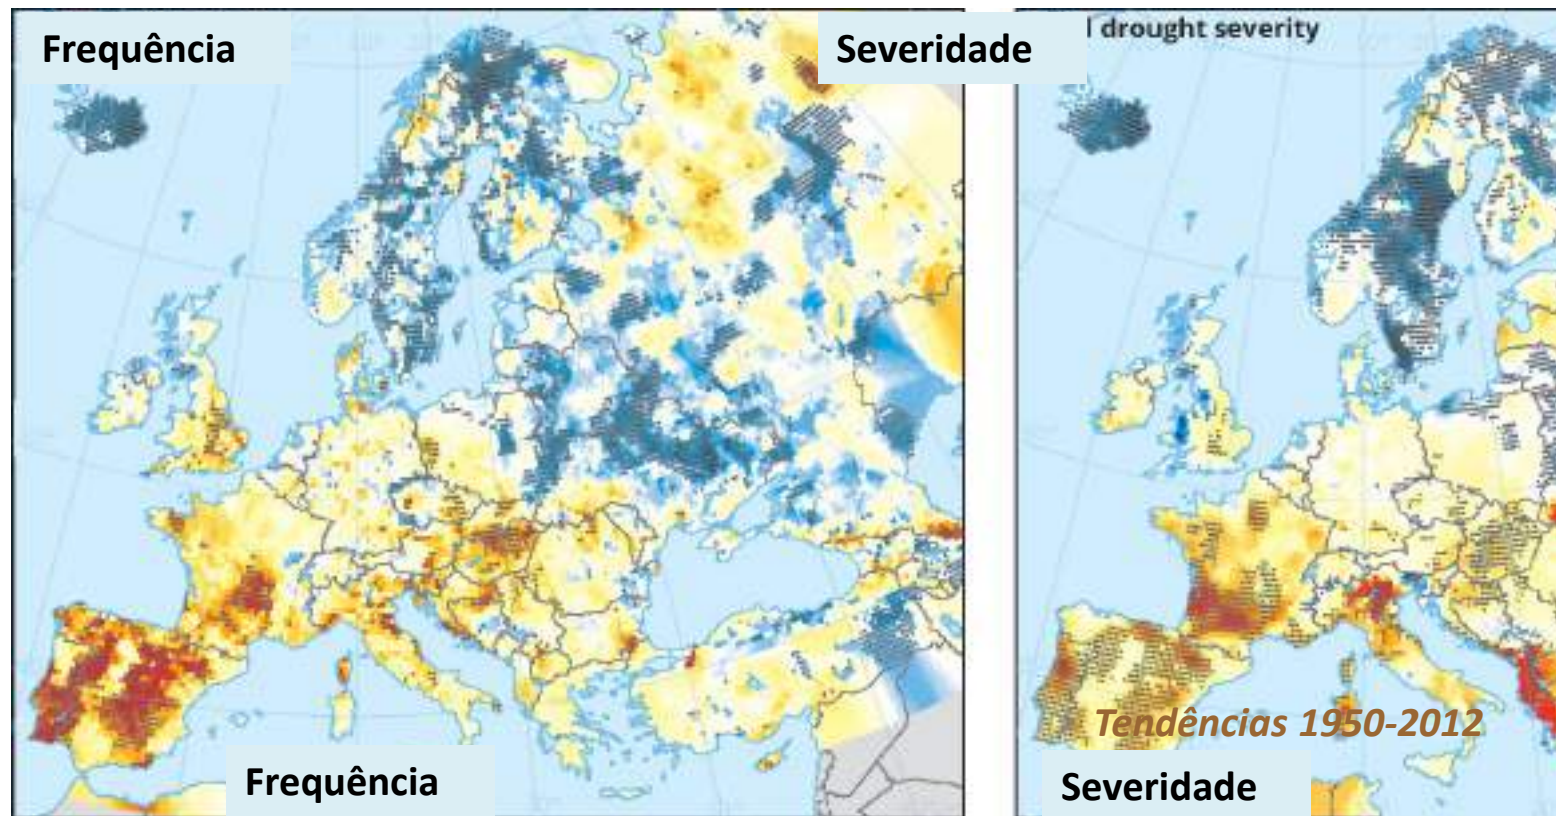 Frequência
Severidade
drought severity
Tendências 1950-2012
Frequência
Severidade